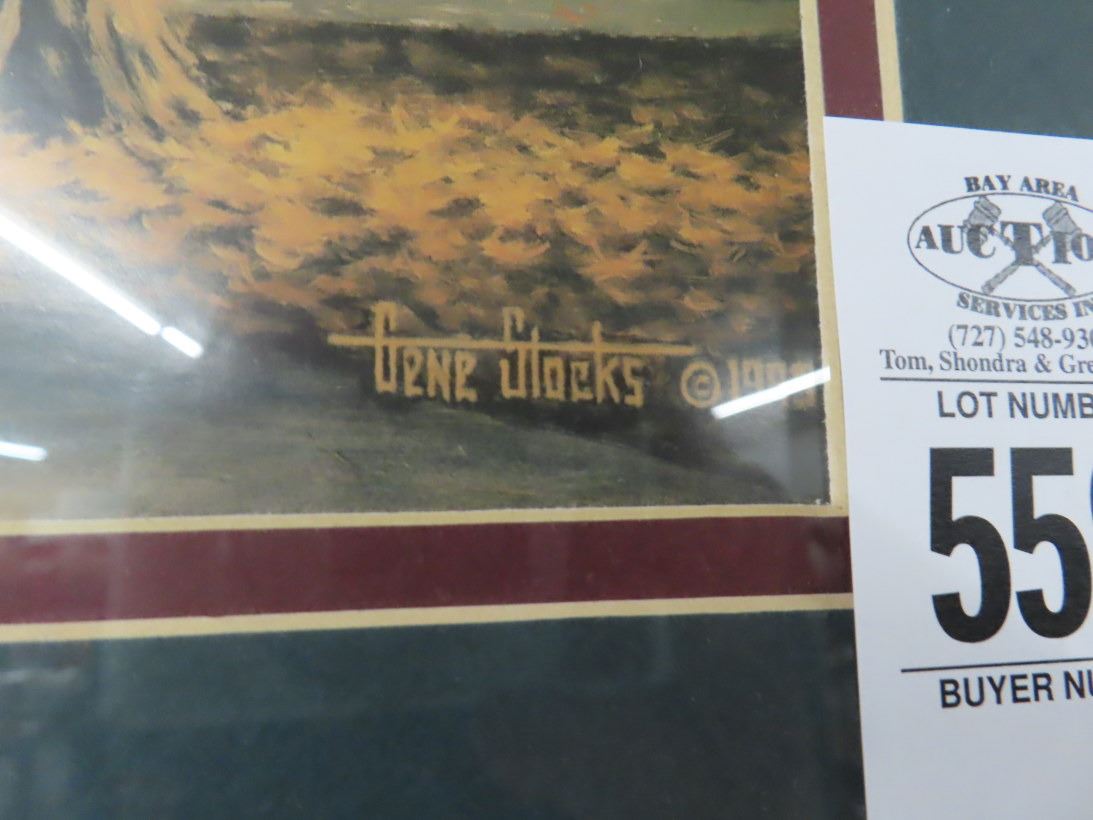 Gene Stocks ©
BAY AREA
AUCTIO
SERVICES IN
(727) 548-930
Tom, Shondra & Gre
LOT NUMB
55
BUYER NU